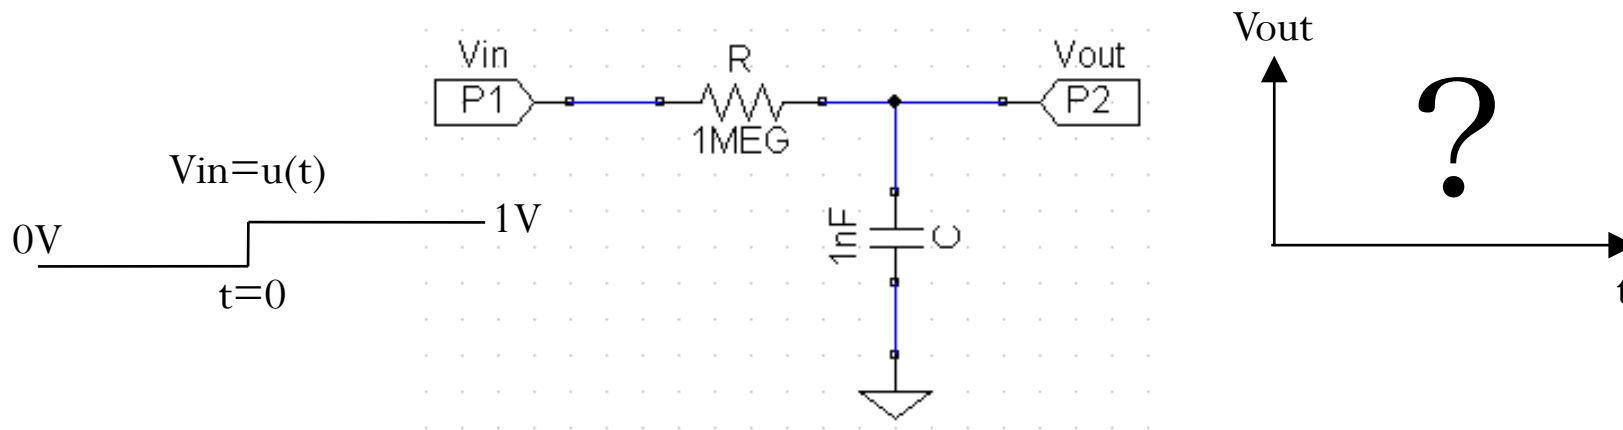 Vin=u(t)
0V
1V
t=0
Vin
P1
R
1MEG
Vout
P2
1nF
C
Vout
?
t